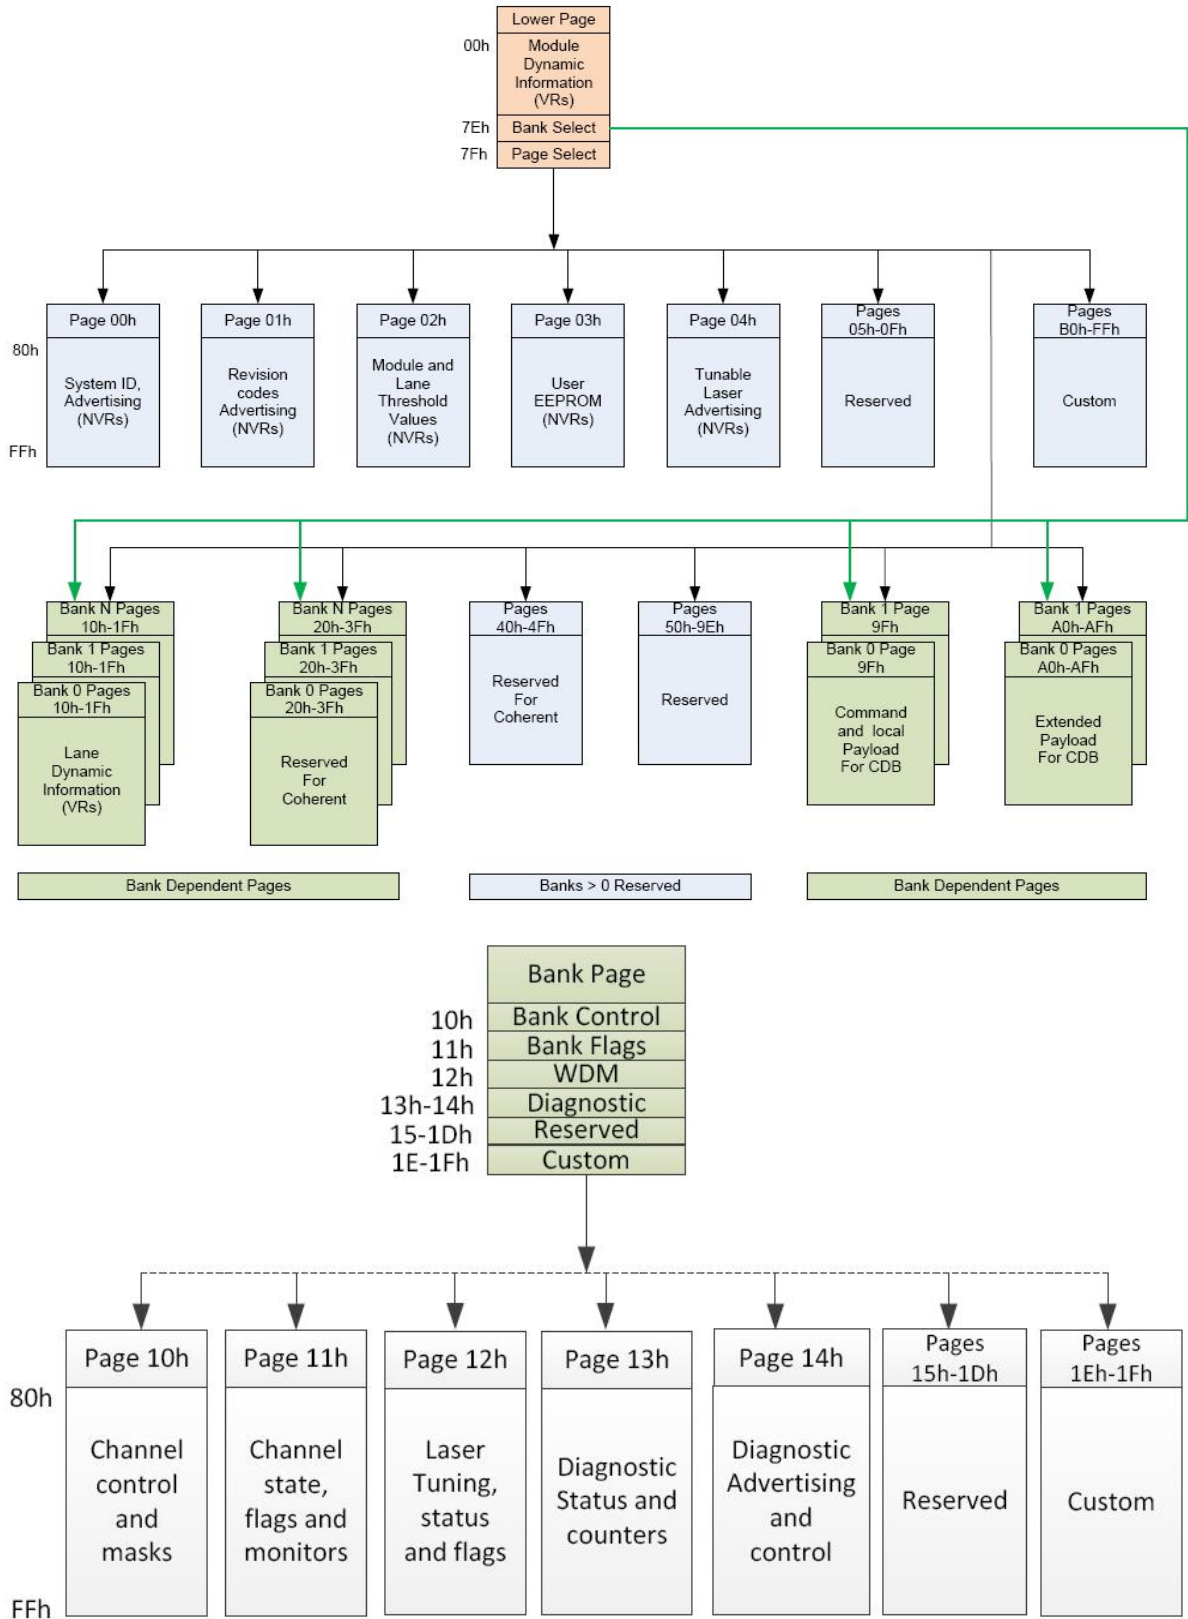 Lower Page
00h
Module
Dynamic
Information
(VRs)
7Eh
Bank Select
7Fh
Page Select
Page 00h
Page 01h
Page 02h
Page 03h
Page 04h
Pages
05h-0Fh
Pages
B0h-FFh
80h
System ID,
Advertising
(NVRs)
Revision
codes
Advertising
(NVRs)
Module and
Lane
Threshold
Values
(NVRs)
User
EEPROM
(NVRs)
Tunable
Laser
Advertising
(NVRs)
Reserved
Custom
FFh
Bank N Pages
10h-1Fh
Bank 1 Pages
10h-1Fh
Bank 0 Pages
10h-1Fh
Lane
Dynamic
Information
(VRs)
Bank N Pages
20h-3Fh
Bank 1 Pages
20h-3Fh
Bank 0 Pages
20h-3Fh
Reserved
For
Coherent
Pages
40h-4Fh
Reserved
For
Coherent
Pages
50h-9Eh
Reserved
Bank 1 Page
9Fh
Bank 0 Page
9Fh
Command
and local
Payload
For CDB
Bank 1 Pages
A0h-AFh
Bank 0 Pages
A0h-AFh
Extended
Payload
For CDB
Bank Dependent Pages
Banks > 0 Reserved
Bank Dependent Pages
Bank Page
10h
Bank Control
11h
Bank Flags
12h
WDM
13h-14h
Diagnostic
15-1Dh
Reserved
1E-1Fh
Custom
Page 10h
Page 11h
Page 12h
Page 13h
Page 14h
Pages
15h-1Dh
Pages
1Eh-1Fh
80h
Channel
control
and
masks
Channel
state,
flags and
monitors
Laser
Tuning,
status
and flags
Diagnostic
Status and
counters
Diagnostic
Advertising
and
control
Reserved
Custom
FFh